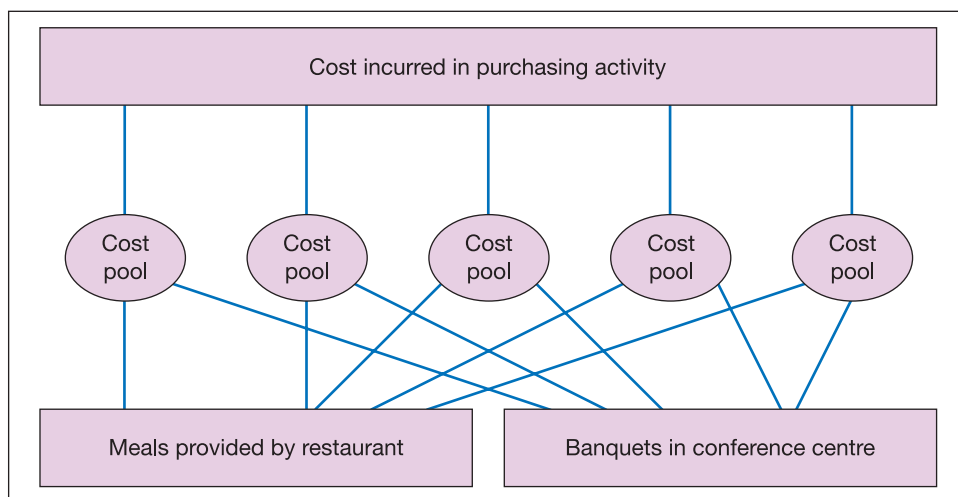 Cost incurred in purchasing activity
Cost
pool
Cost
pool
Cost
pool
Cost
pool
Cost
pool
Meals provided by restaurant
Banquets in conference centre